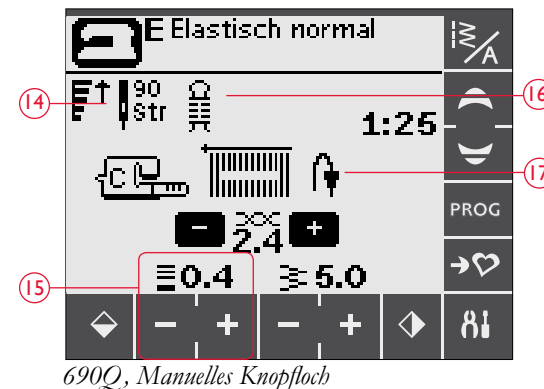 E Elastisch normal
A
14
90
Str
16
1:25
C
17
PROG
- 2.4 +
15
0.4 5.0
- + - +
690Q, Manuelles Knopfloch